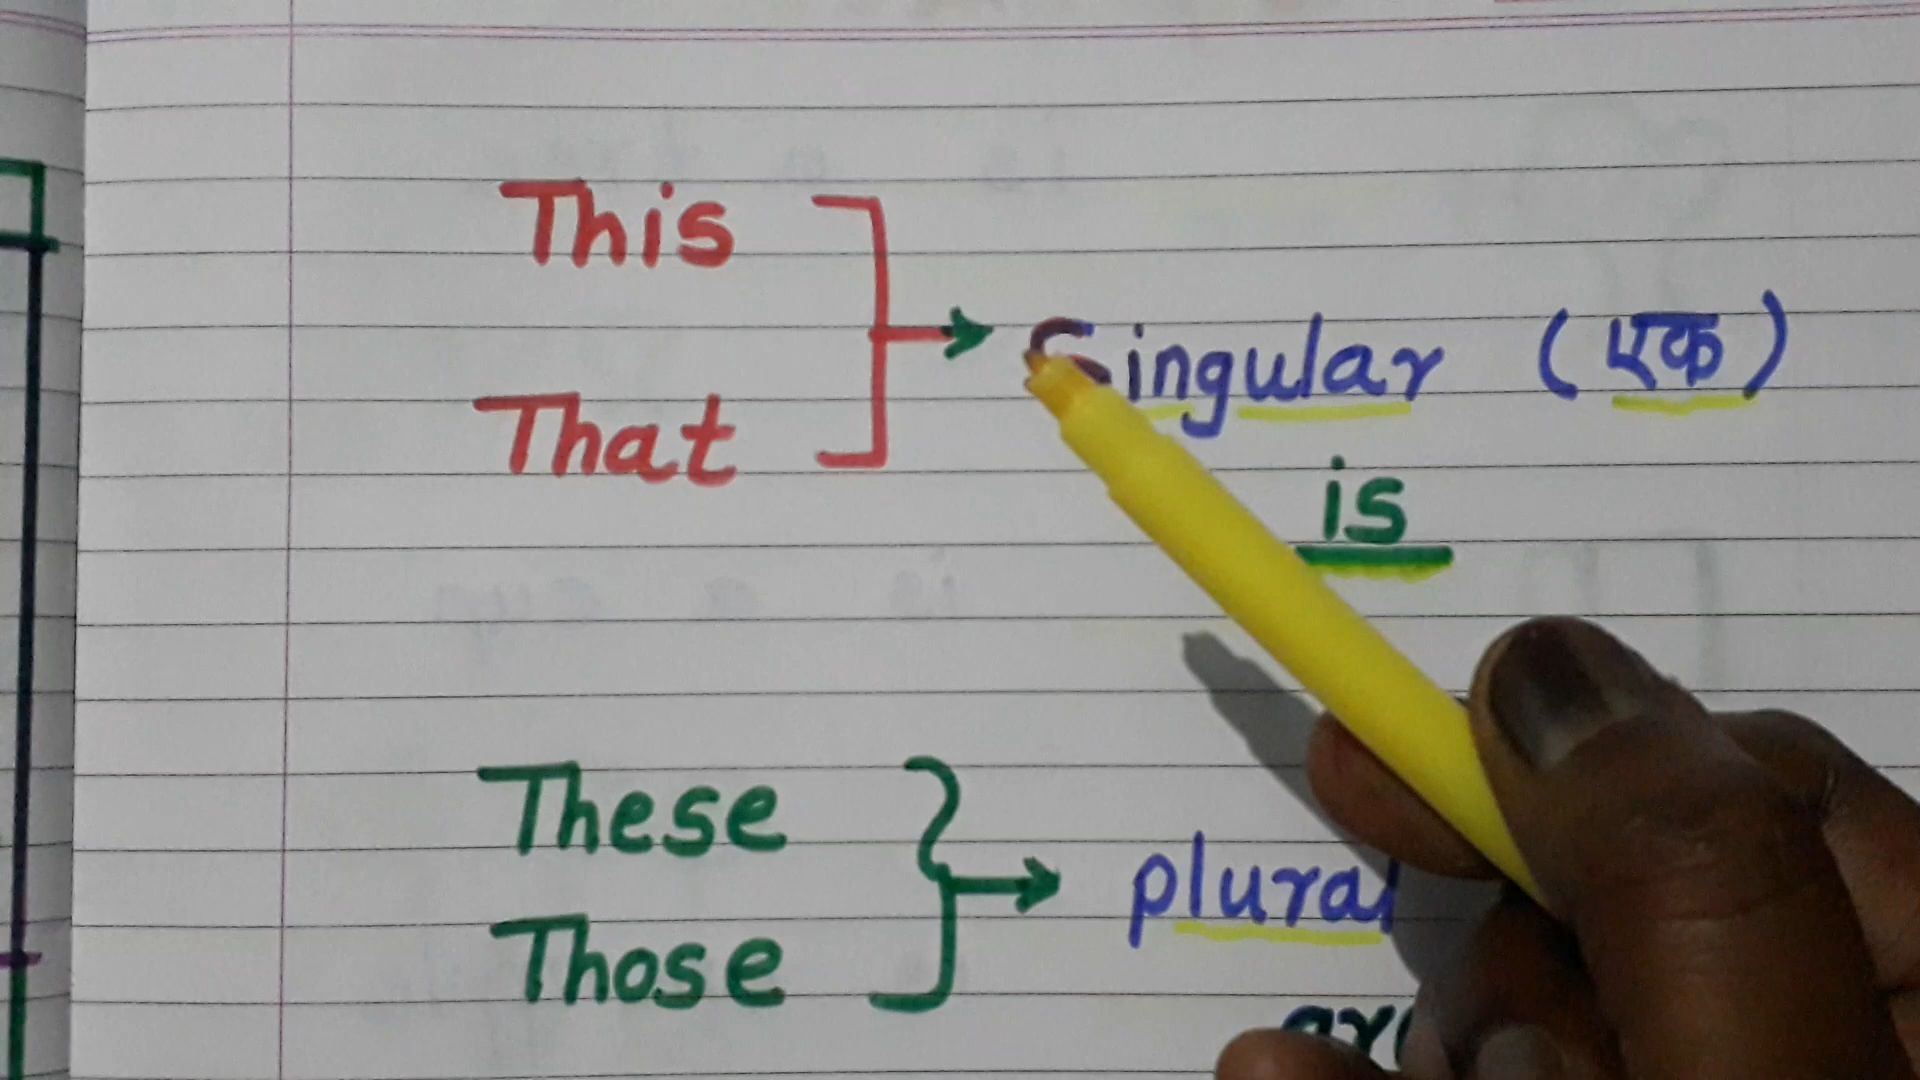 This
Singular (एक)
That
is
These
plural
Those